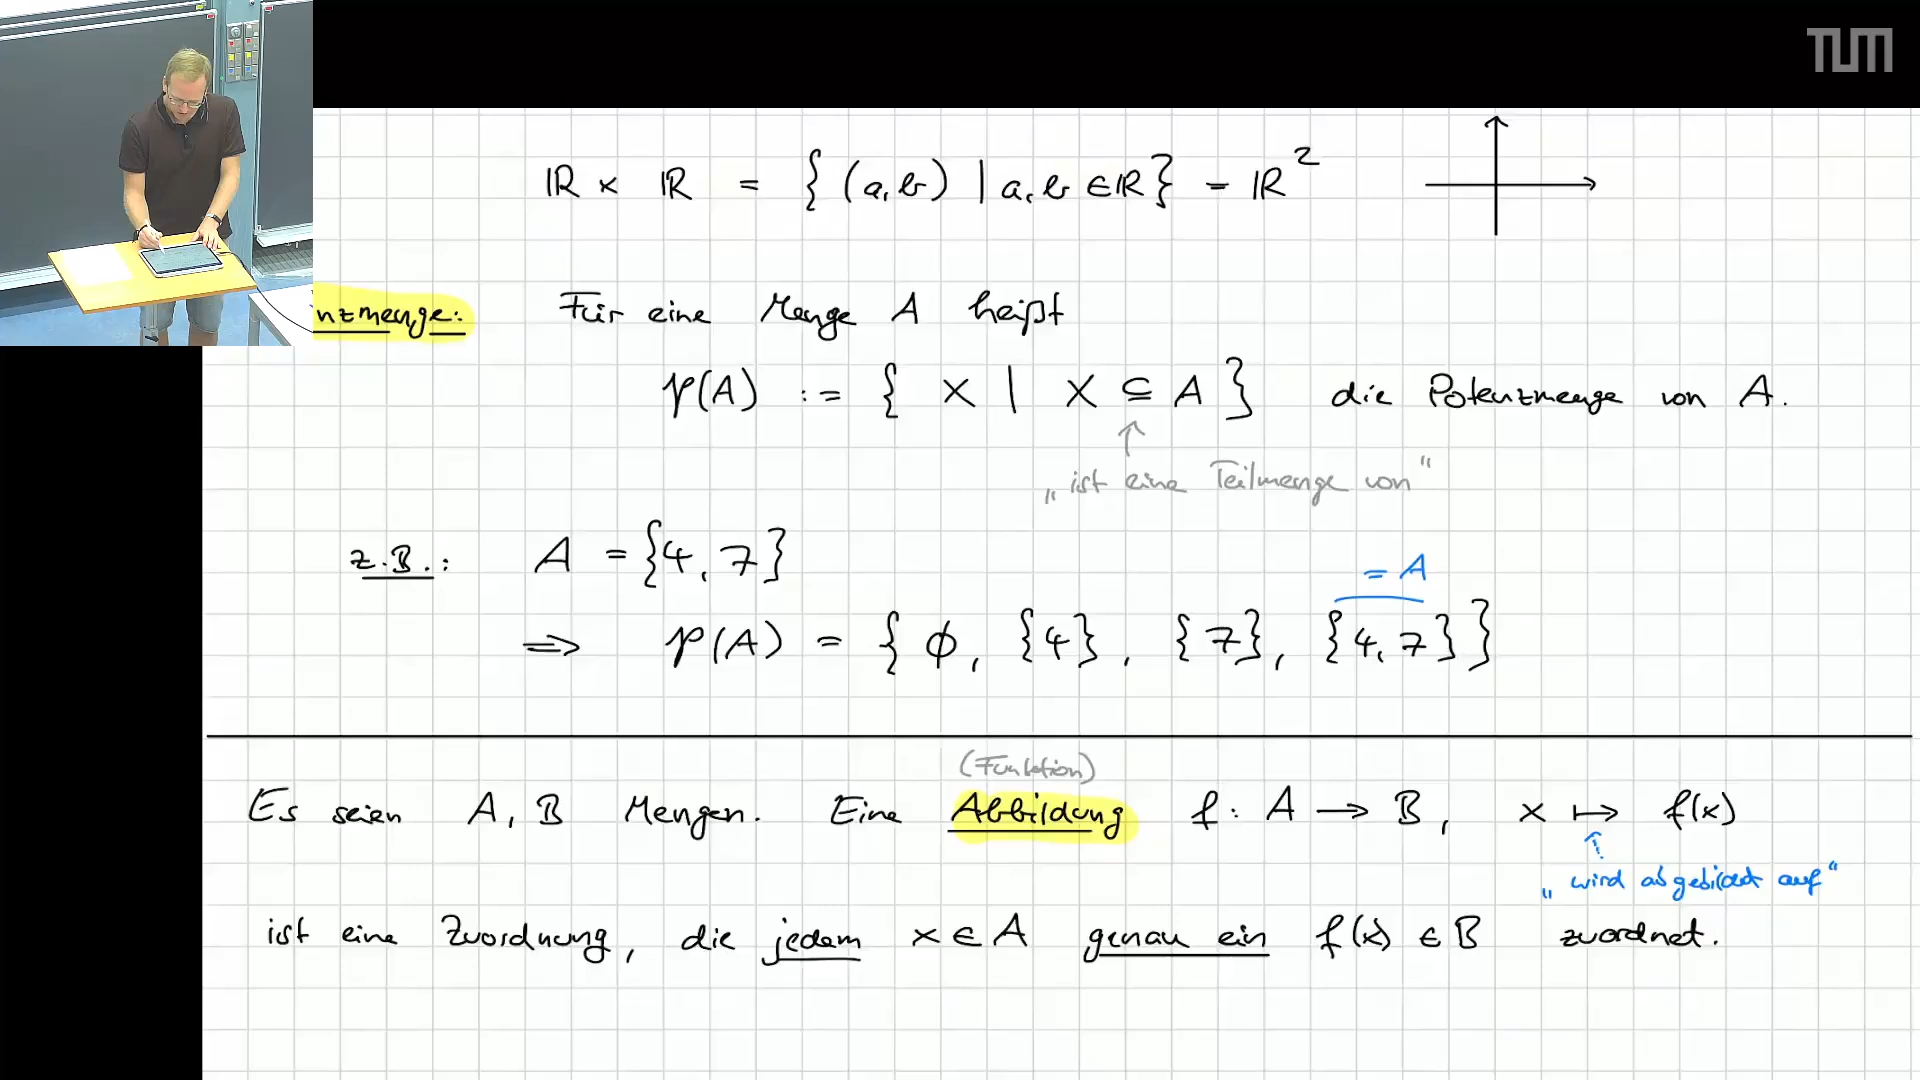 TUM
ℝ × ℝ = { (a, b) | a, b ∈ ℝ } = ℝ²
nzmenge: Für eine Menge A heißt
𝒫(A) := { X | X ⊆ A } die Potenzmenge von A.
↑
„ist eine Teilmenge von“
z.B.: A = {4, 7}
= A
⇒ 𝒫(A) = { ∅, {4}, {7}, {4, 7} }
(Funktion)
Es seien A, B Mengen. Eine Abbildung f: A → B, x ↦ f(x)
„wird abgebildet auf“
ist eine Zuordnung, die jedem x ∈ A genau ein f(x) ∈ B zuordnet.